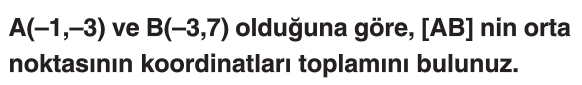 A(–1,–3) ve B(–3,7) olduğuna göre, [AB] nin orta
noktasının koordinatları toplamını bulunuz.